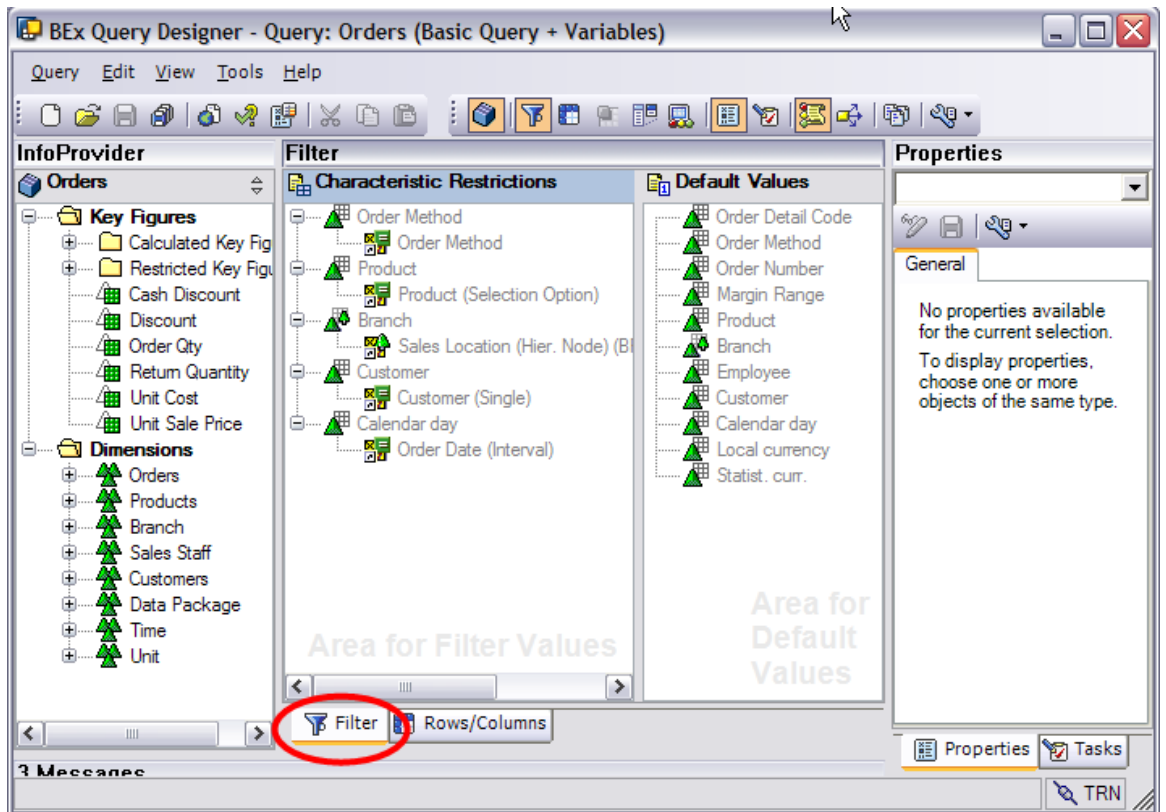 BEx Query Designer - Query: Orders (Basic Query + Variables)
Query Edit View Tools Help
InfoProvider
Orders
Key Figures
Calculated Key Fig
Restricted Key Figu
Cash Discount
Discount
Order Qty
Return Quantity
Unit Cost
Unit Sale Price
Dimensions
Orders
Products
Branch
Sales Staff
Customers
Data Package
Time
Unit
Filter
Characteristic Restrictions
Order Method
Order Method
Product
Product (Selection Option)
Branch
Sales Location (Hier. Node) (Bl
Customer
Customer (Single)
Calendar day
Order Date (Interval)
Area for Filter Values
Default Values
Order Detail Code
Order Method
Order Number
Margin Range
Product
Branch
Employee
Customer
Calendar day
Local currency
Statist. curr.
Area for
Default
Values
Filter Rows/Columns
Properties
General
No properties available
for the current selection.
To display properties,
choose one or more
objects of the same type.
Properties Tasks
3 Messages
TRN